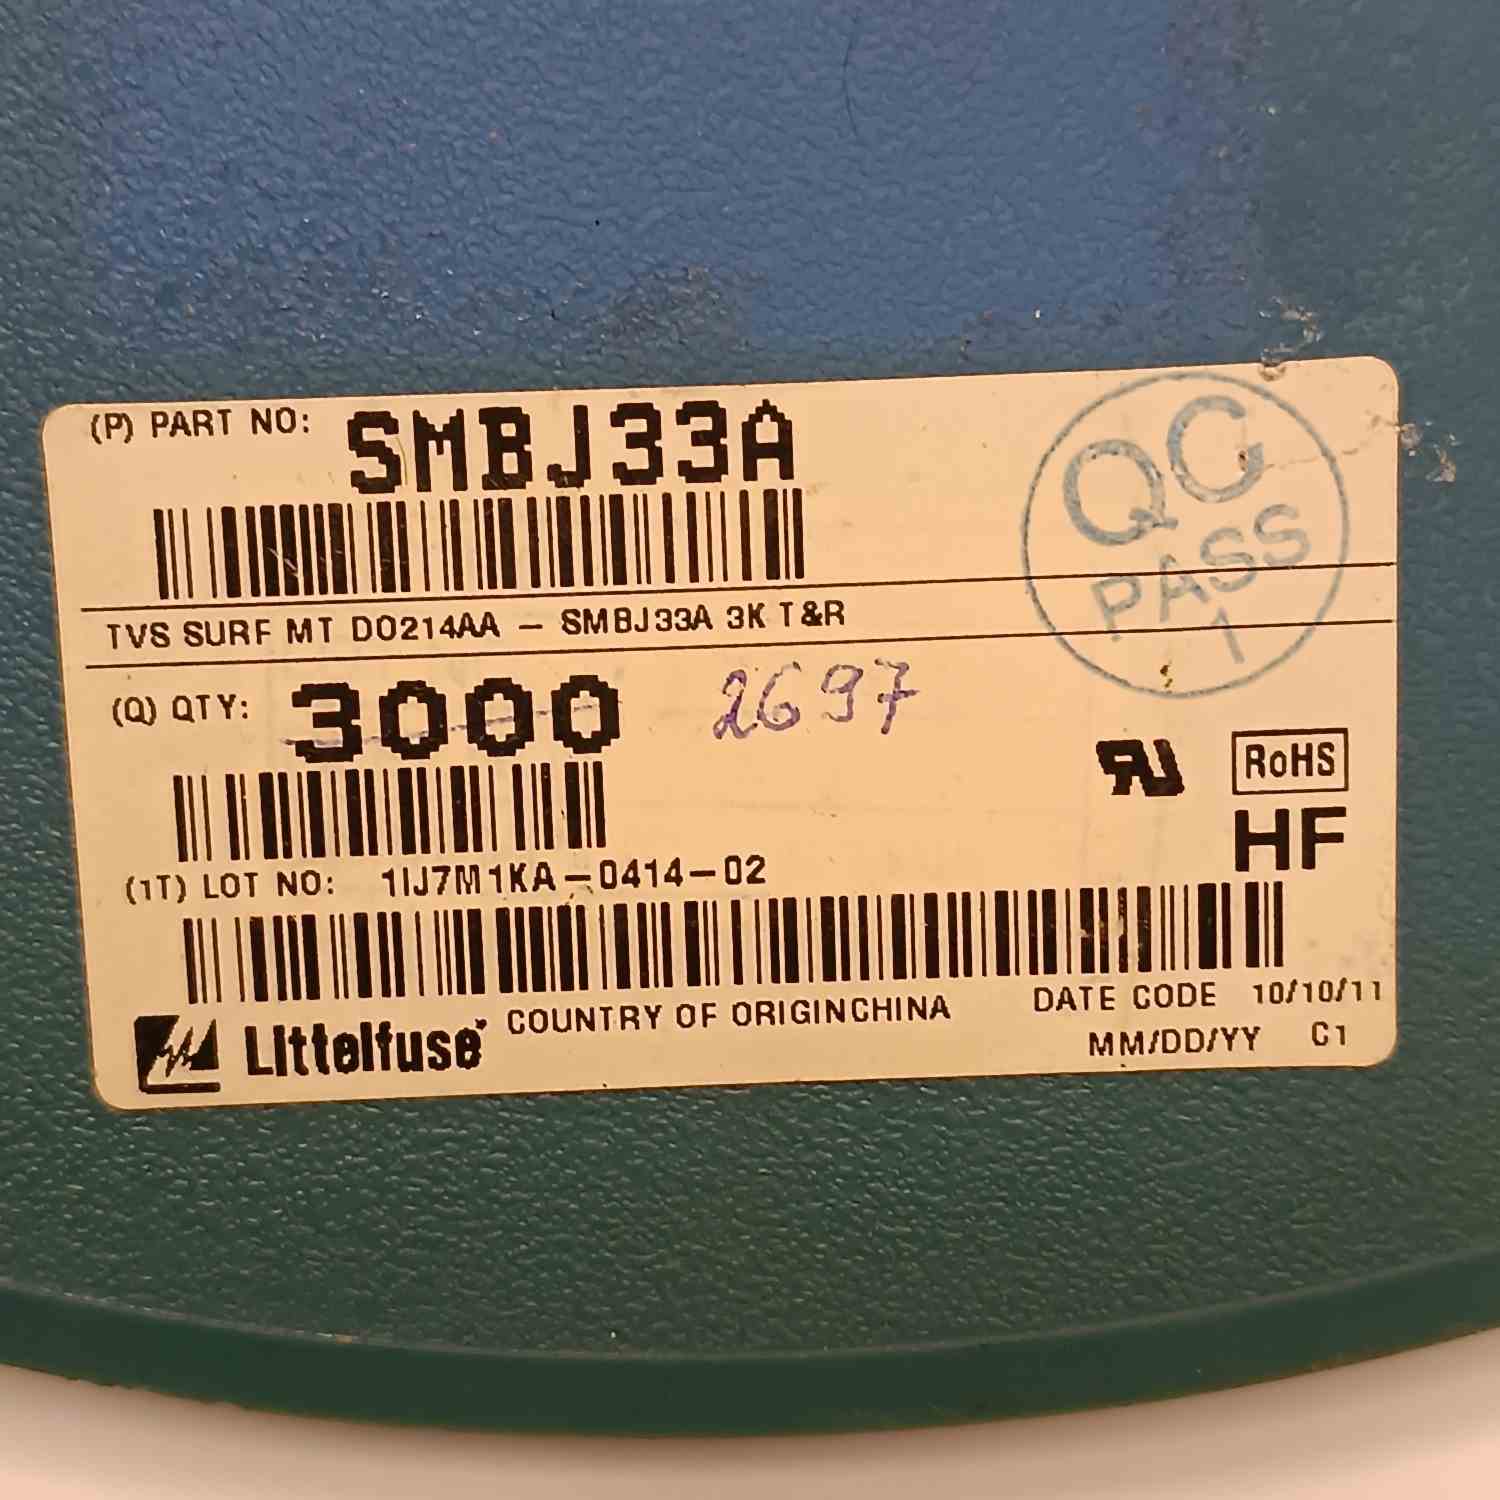 (P) PART NO: SMBJ33A
QC
PASS
1
TVS SURF MT DO214AA – SMBJ33A 3K T&R
(Q) QTY: 3000 2697
RU
RoHS
HF
(1T) LOT NO: 1IJ7M1KA-0414-02
Littelfuse COUNTRY OF ORIGINCHINA
DATE CODE 10/10/11
MM/DD/YY C1